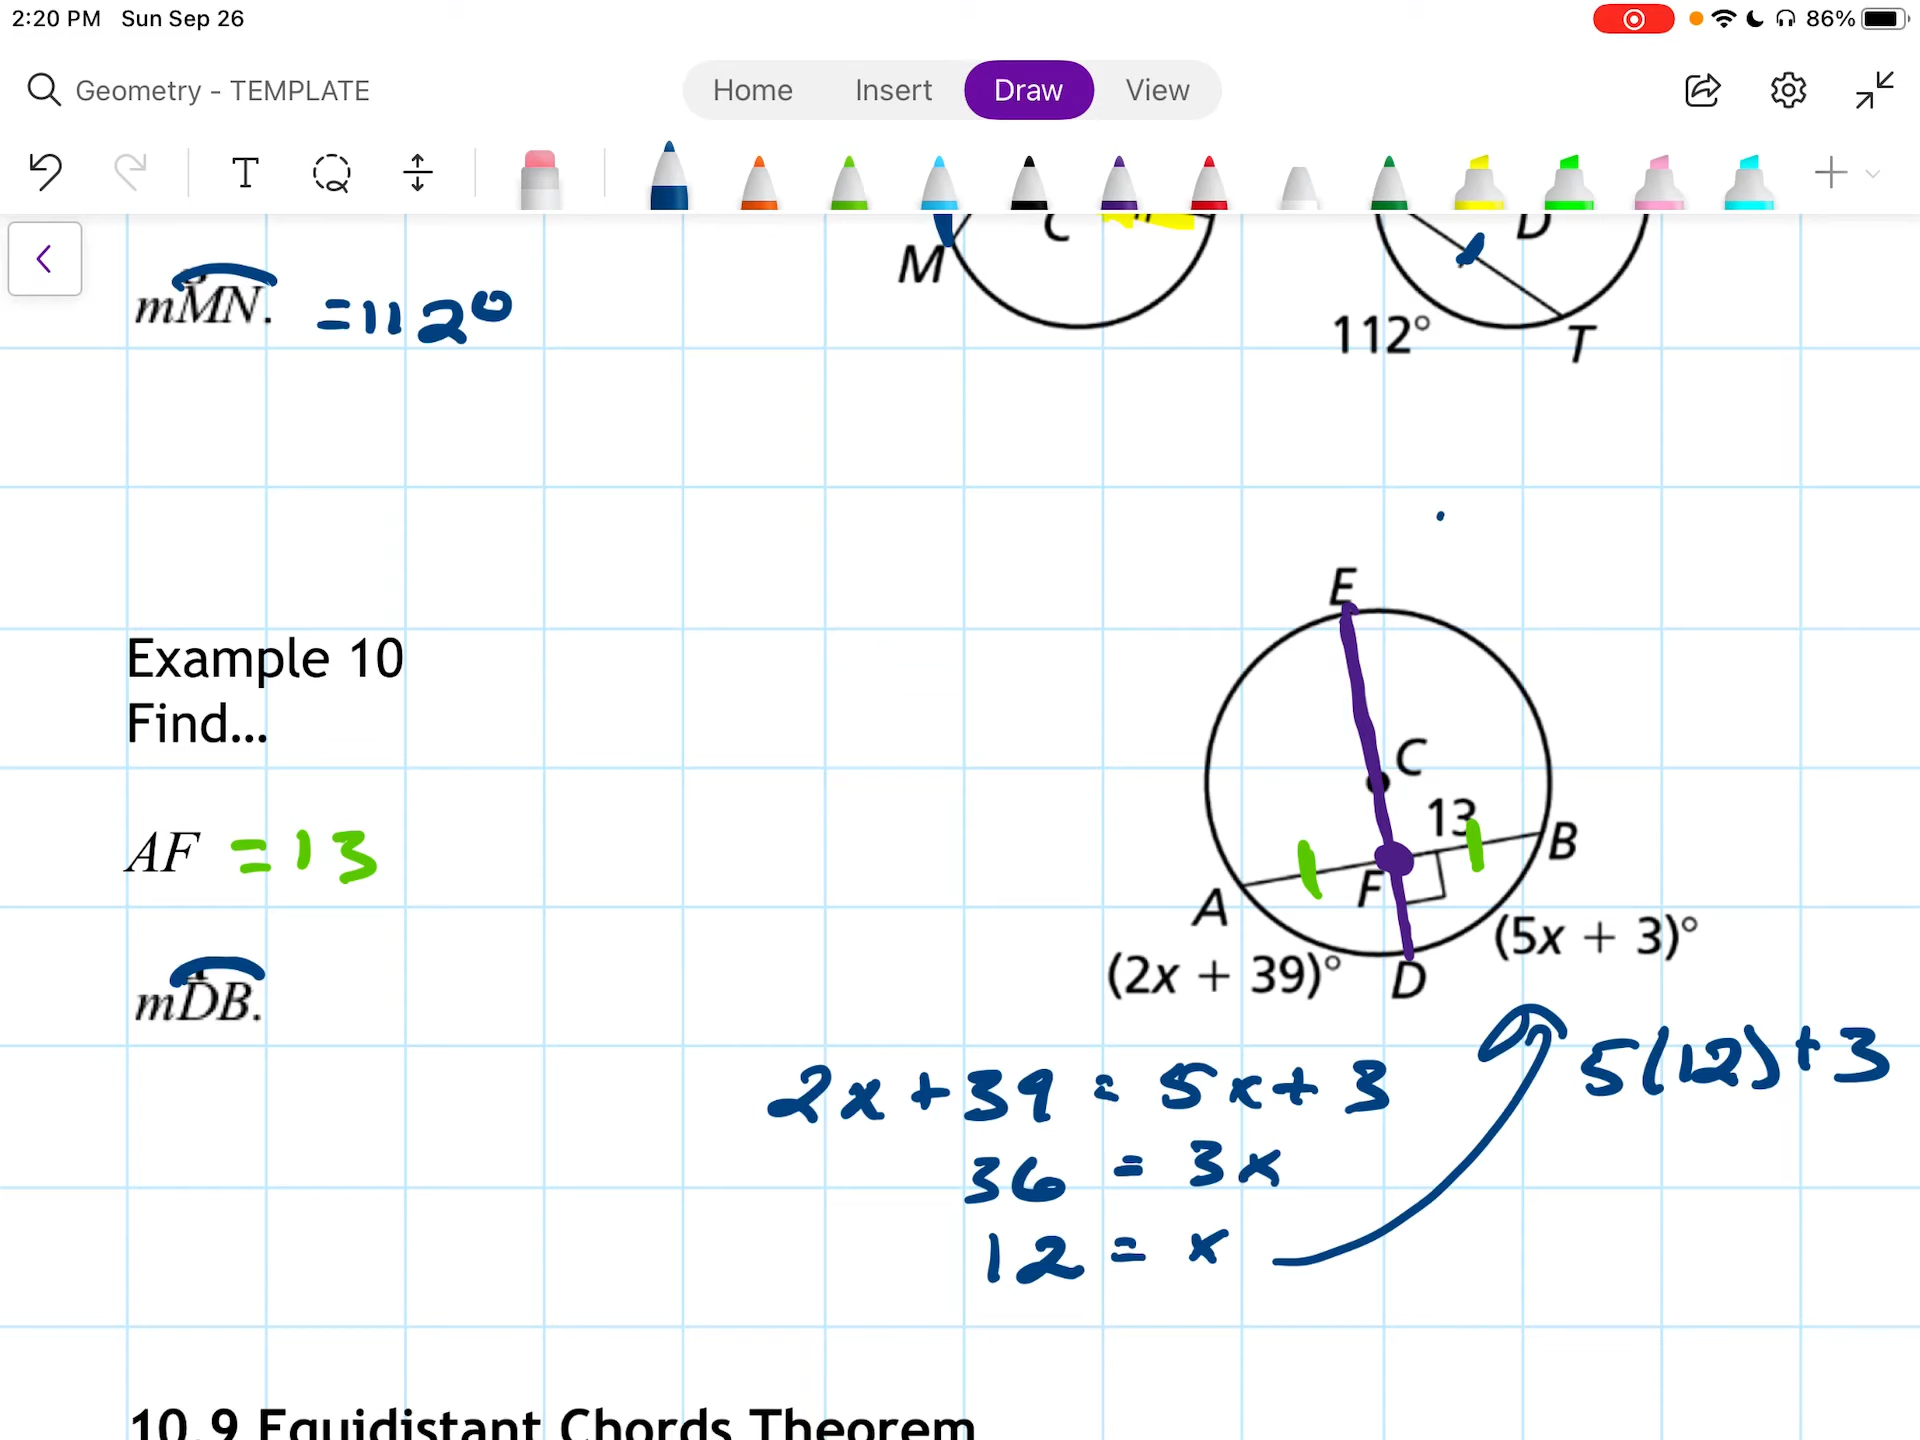 2:20 PM Sun Sep 26
86%
Geometry - TEMPLATE
Home Insert Draw View
T
M C D
mMN. =112°
112° T
E
Example 10
Find...
C
13
AF = 13
B
F
A
(5x + 3)°
(2x + 39)° D
mDB.
2x + 39 = 5x + 3
5(12) + 3
36 = 3x
12 = x
10.9 Equidistant Chords Theorem